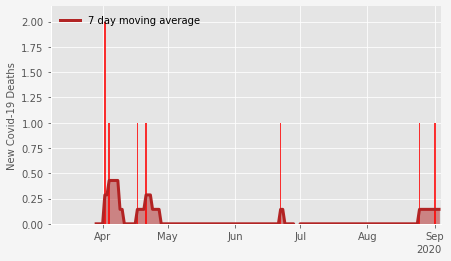 7 day moving average
New Covid-19 Deaths
2.00
1.75
1.50
1.25
1.00
0.75
0.50
0.25
0.00
Apr
May
Jun
Jul
Aug
Sep
2020